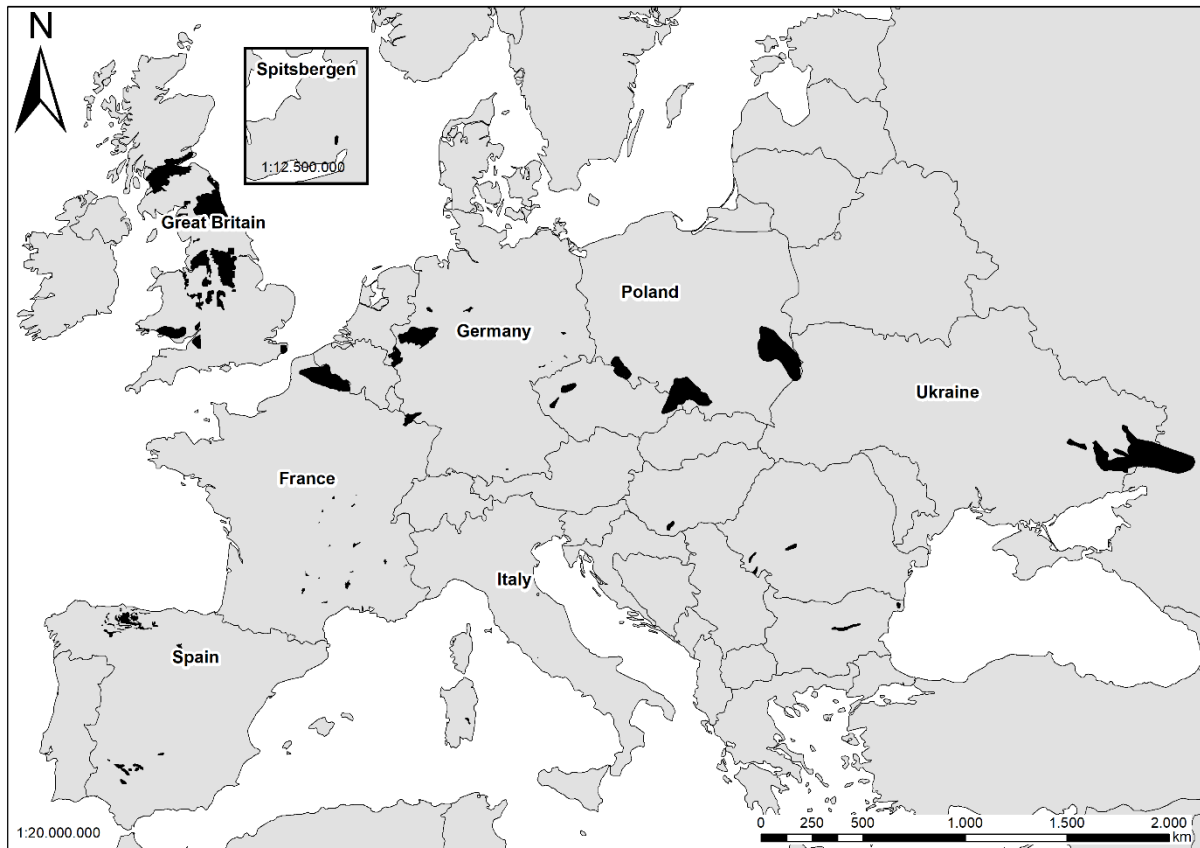 N
Spitsbergen
1:12.500.000
Great Britain
Poland
Germany
Ukraine
France
Italy
Spain
1:20.000.000
0 250 500 1.000 1.500 2.000
km